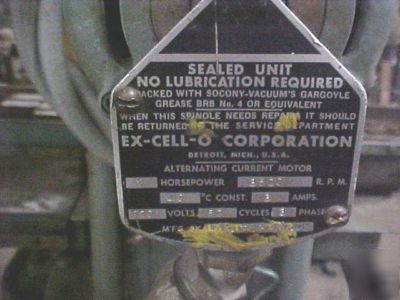 SEALED UNIT
NO LUBRICATION REQUIRED
PACKED WITH SOCONY-VACUUM'S GARGOYLE
GREASE BRB No. 4 OR EQUIVALENT
WHEN THIS SPINDLE NEEDS REPAIR IT SHOULD
BE RETURNED TO THE SERVICE DEPARTMENT
EX-CELL-O CORPORATION
DETROIT, MICH., U.S.A.
ALTERNATING CURRENT MOTOR
HORSEPOWER R.P.M.
°C CONST. AMPS.
VOLTS CYCLES 3 PHASE